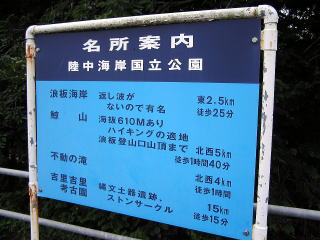 名所案内
陸中海岸国立公園
浪板海岸 返し波が 東2.5km
ないので有名 徒歩25分
鯨山 海抜610Mあり
ハイキングの適地 北西5km
浪板登山口山頂まで 徒歩1時間40分
不動の滝 北西4km
徒歩1時間
吉里吉里 縄文土器遺跡、 15km
考古園 ストンサークル 徒歩15分